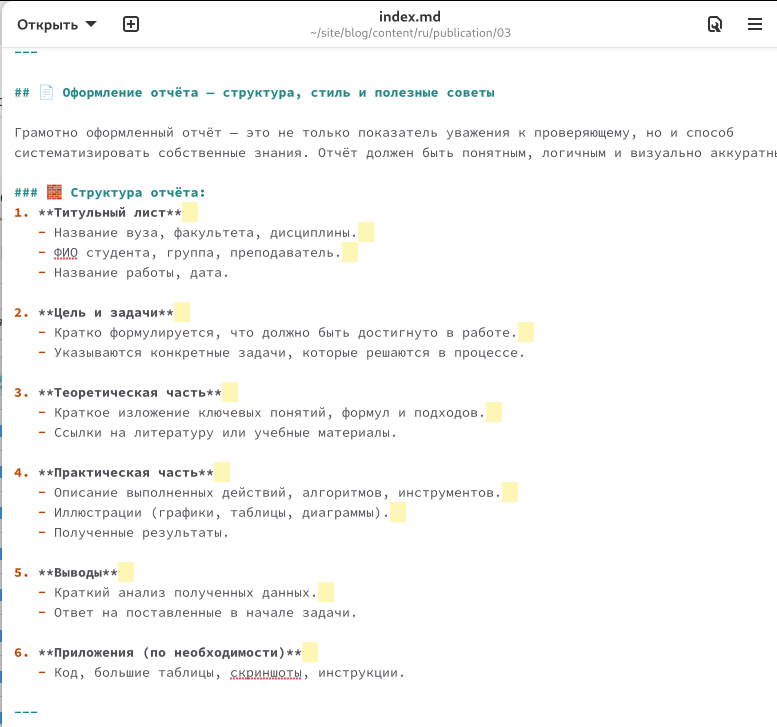 Открыть
index.md
~/site/blog/content/ru/publication/03
---
## 📄 Оформление отчёта — структура, стиль и полезные советы
Грамотно оформленный отчёт — это не только показатель уважения к проверяющему, но и способ
систематизировать собственные знания. Отчёт должен быть понятным, логичным и визуально
### 🧱 Структура отчёта:
1. **Титульный лист**
- Название вуза, факультета, дисциплины.
- ФИО студента, группа, преподаватель.
- Название работы, дата.
2. **Цель и задачи**
- Кратко формулируется, что должно быть достигнуто в работе.
- Указываются конкретные задачи, которые решаются в процессе.
3. **Теоретическая часть**
- Краткое изложение ключевых понятий, формул и подходов.
- Ссылки на литературу или учебные материалы.
4. **Практическая часть**
- Описание выполненных действий, алгоритмов, инструментов.
- Иллюстрации (графики, таблицы, диаграммы).
- Полученные результаты.
5. **Выводы**
- Краткий анализ полученных данных.
- Ответ на поставленные в начале задачи.
6. **Приложения (по необходимости)**
- Код, большие таблицы, скриншоты, инструкции.
---